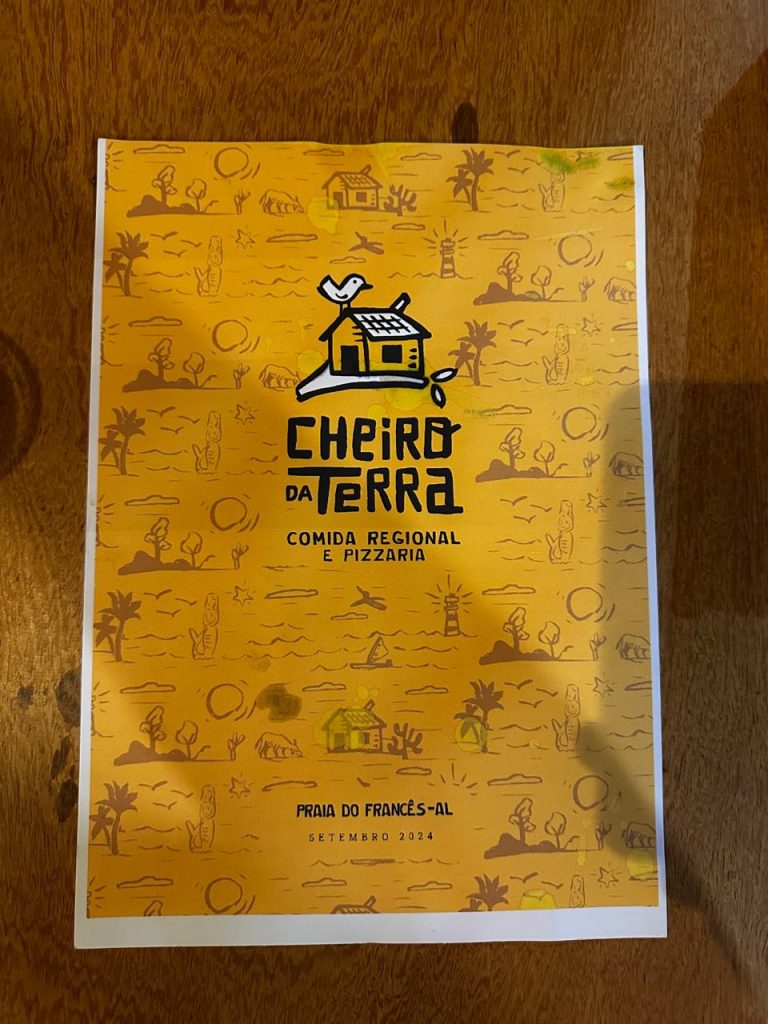 CHEIRO
DA TERRA
COMIDA REGIONAL
E PIZZARIA
PRAIA DO FRANCÊS-AL
SETEMBRO 2024